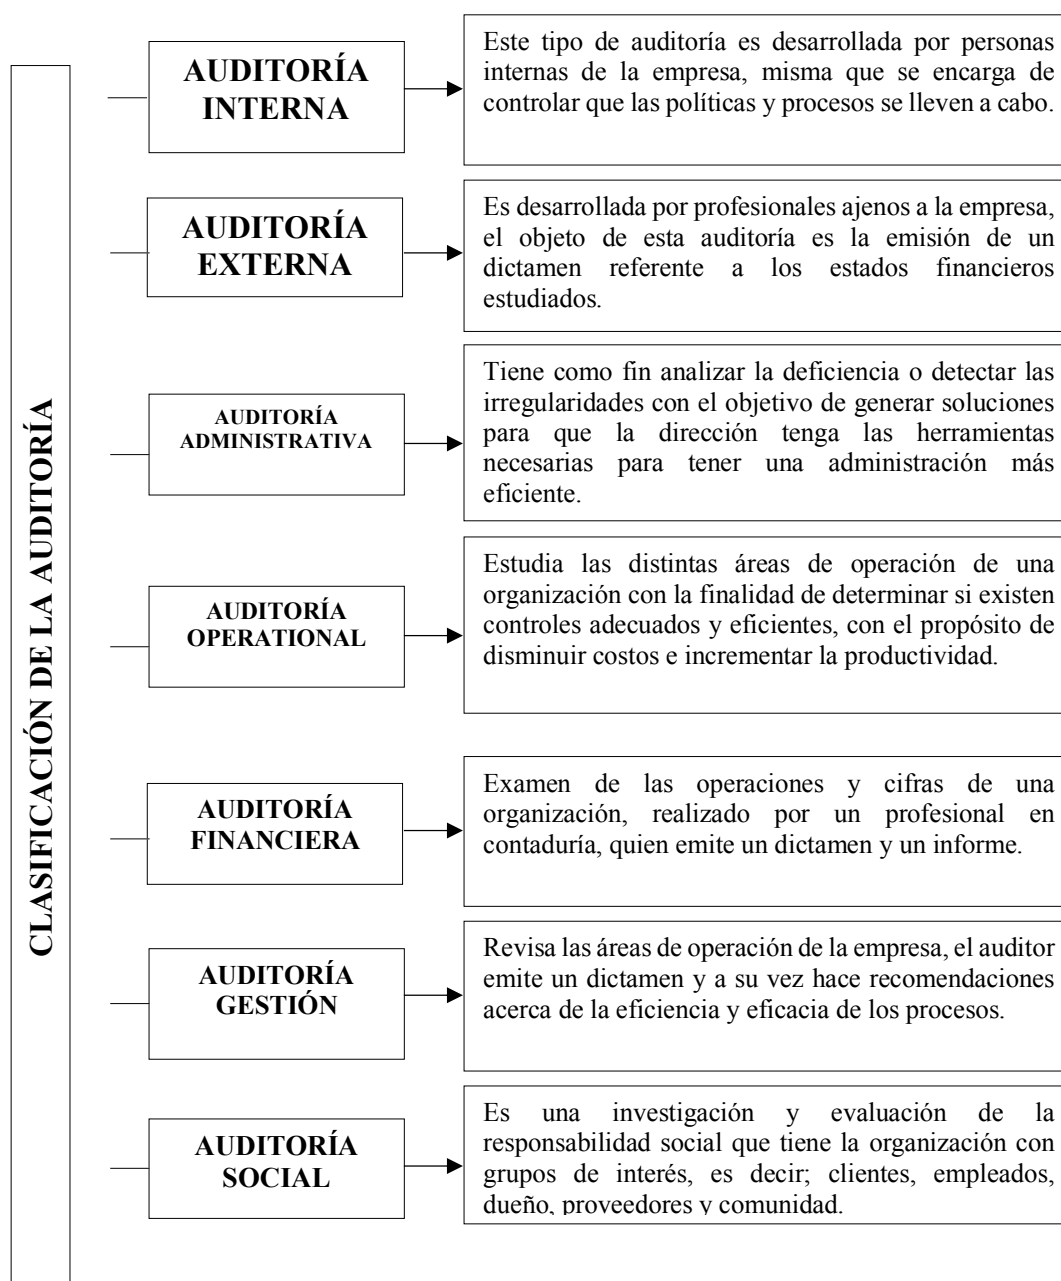 CLASIFICACIÓN DE LA AUDITORÍA
AUDITORÍA
INTERNA
Este tipo de auditoría es desarrollada por personas
internas de la empresa, misma que se encarga de
controlar que las políticas y procesos se lleven a cabo.
AUDITORÍA
EXTERNA
Es desarrollada por profesionales ajenos a la empresa,
el objeto de esta auditoría es la emisión de un
dictamen referente a los estados financieros
estudiados.
AUDITORÍA
ADMINISTRATIVA
Tiene como fin analizar la deficiencia o detectar las
irregularidades con el objetivo de generar soluciones
para que la dirección tenga las herramientas
necesarias para tener una administración más
eficiente.
AUDITORÍA
OPERATIONAL
Estudia las distintas áreas de operación de una
organización con la finalidad de determinar si existen
controles adecuados y eficientes, con el propósito de
disminuir costos e incrementar la productividad.
AUDITORÍA
FINANCIERA
Examen de las operaciones y cifras de una
organización, realizado por un profesional en
contaduría, quien emite un dictamen y un informe.
AUDITORÍA
GESTIÓN
Revisa las áreas de operación de la empresa, el auditor
emite un dictamen y a su vez hace recomendaciones
acerca de la eficiencia y eficacia de los procesos.
AUDITORÍA
SOCIAL
Es una investigación y evaluación de la
responsabilidad social que tiene la organización con
grupos de interés, es decir; clientes, empleados,
dueño, proveedores y comunidad.